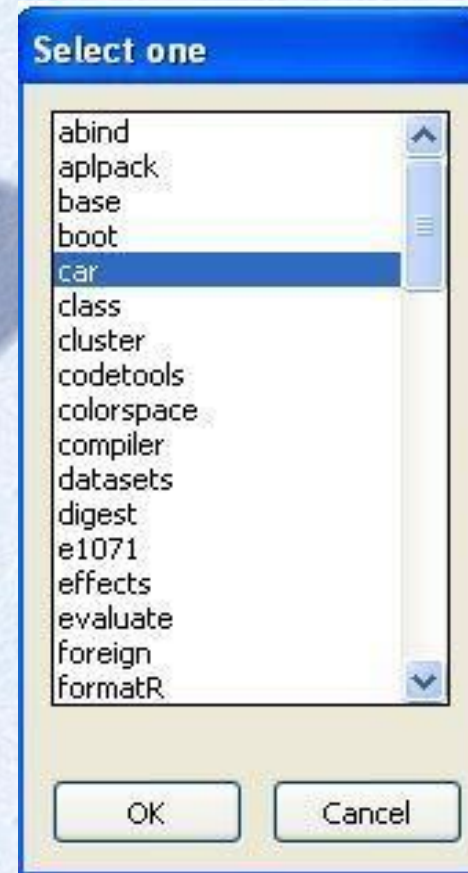 Select one
abind
aplpack
base
boot
car
class
cluster
codetools
colorspace
compiler
datasets
digest
e1071
effects
evaluate
foreign
formatR
OK Cancel